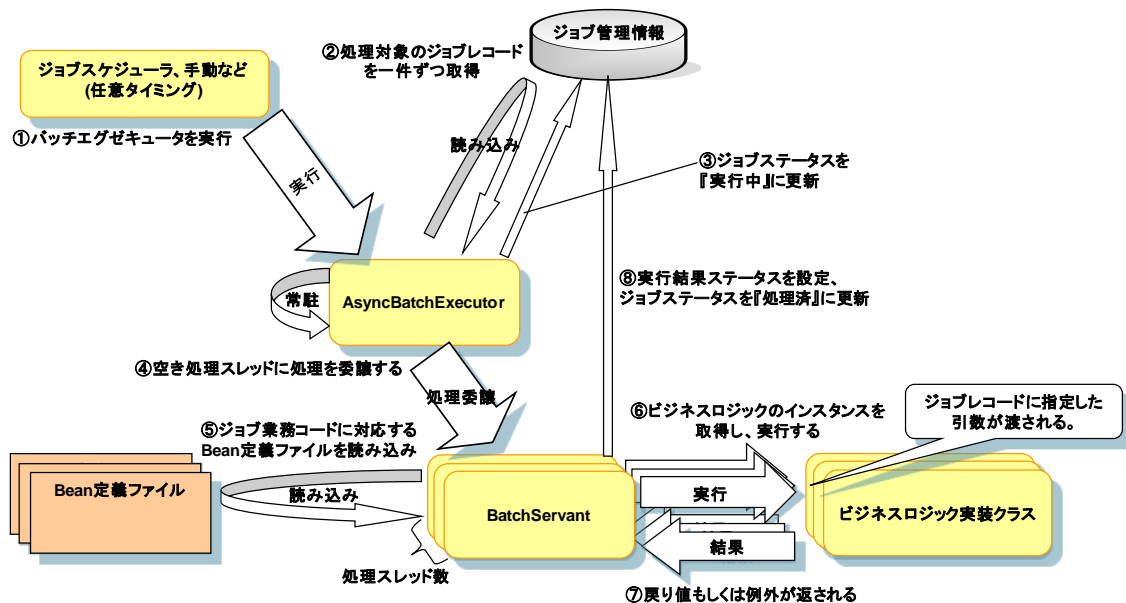 ジョブ管理情報
②処理対象のジョブレコード
を一件ずつ取得
ジョブスケジューラ、手動など
(任意タイミング)
①バッチエグゼキュータを実行
読み込み
③ジョブステータスを
『実行中』に更新
実行
⑧実行結果ステータスを設定、
ジョブステータスを『処理済』に更新
常駐
AsyncBatchExecutor
④空き処理スレッドに処理を委譲する
処理委譲
⑥ビジネスロジックのインスタンスを
取得し、実行する
ジョブレコードに指定した
引数が渡される。
⑤ジョブ業務コードに対応する
Bean定義ファイルを読み込み
Bean定義ファイル
読み込み
実行
BatchServant
ビジネスロジック実装クラス
結果
処理スレッド数
⑦戻り値もしくは例外が返される